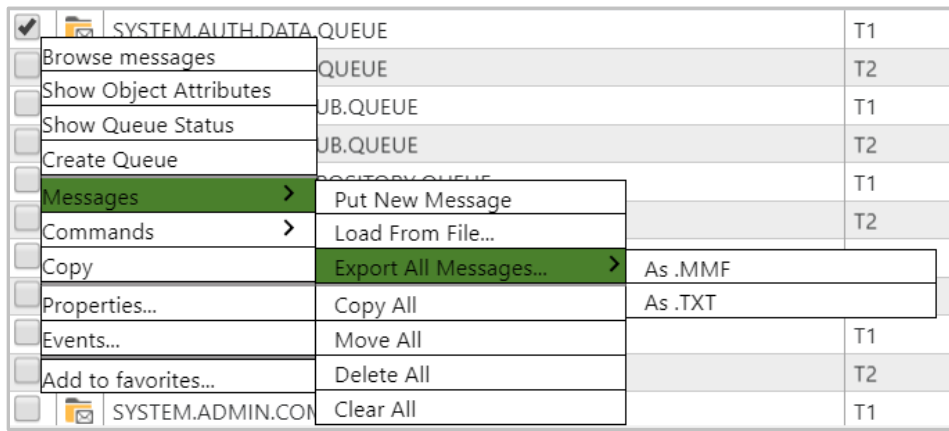 SYSTEM.AUTH.DATA.QUEUE T1
Browse messages
QUEUE T2
Show Object Attributes
UB.QUEUE T1
Show Queue Status
UB.QUEUE T2
Create Queue
T1
Messages
Put New Message
T2
Commands
Load From File...
Copy
Export All Messages...
As .MMF
Properties...
Copy All
As .TXT
Events...
Move All
T1
Add to favorites...
Delete All
T2
SYSTEM.ADMIN.COM
Clear All
T1